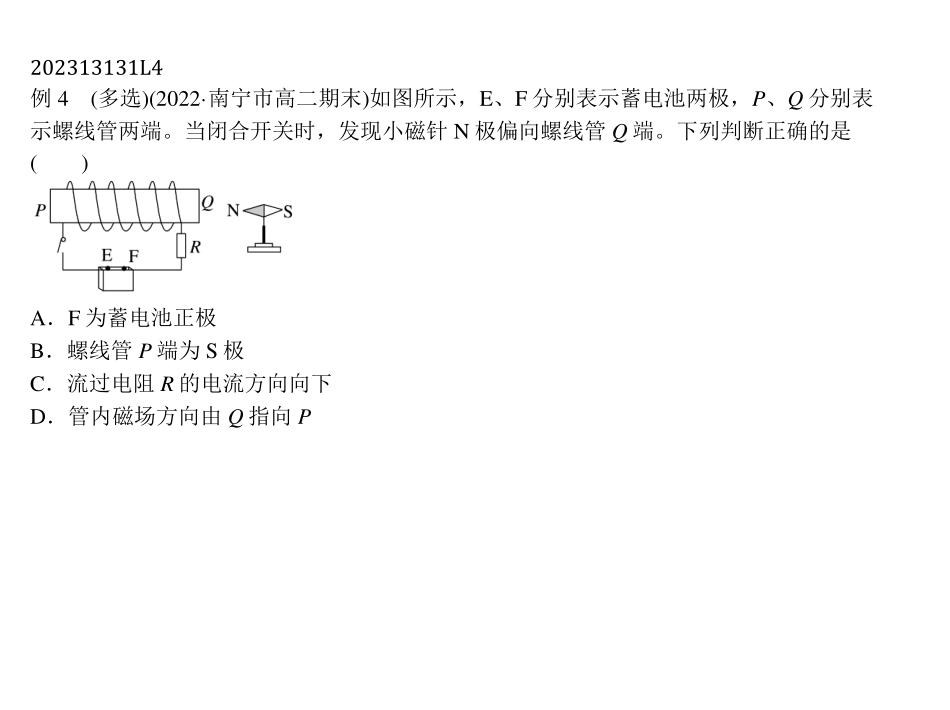 202313131L4
例 4　(多选)(2022·南宁市高二期末)如图所示，E、F 分别表示蓄电池两极，P、Q 分别表
示螺线管两端。当闭合开关时，发现小磁针 N 极偏向螺线管 Q 端。下列判断正确的是
(　　)
P
Q
N
S
R
E
F
A．F 为蓄电池正极
B．螺线管 P 端为 S 极
C．流过电阻 R 的电流方向向下
D．管内磁场方向由 Q 指向 P